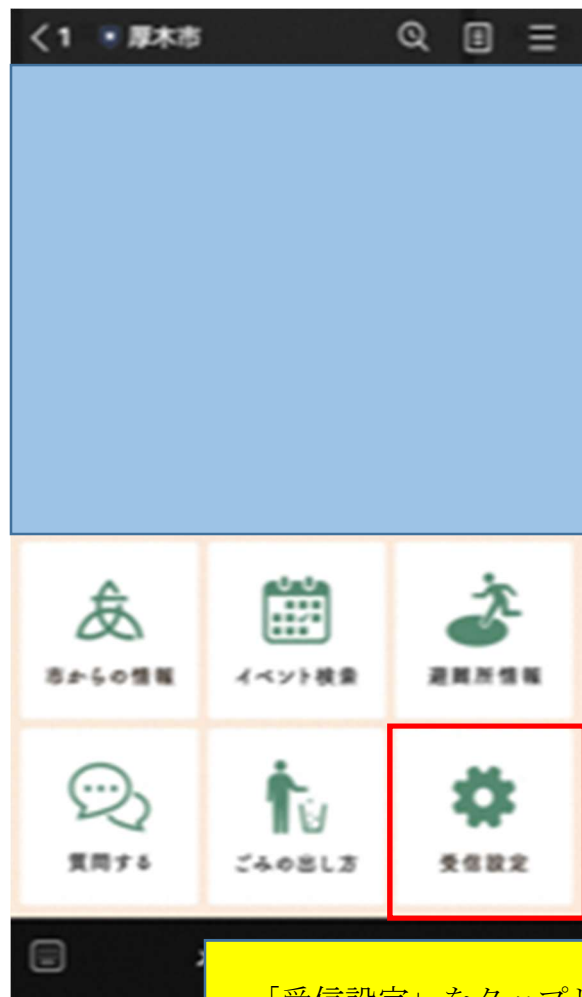 1 厚木市
市からの情報 イベント検索 避難所情報
質問する ごみの出し方 受信設定
「受信設定」をタップし